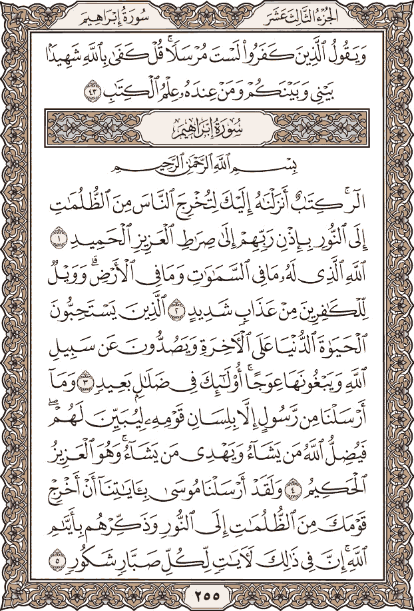 الجزء الثالث عشر سورة إبراهيم
وَيَقُولُ ٱلَّذِينَ كَفَرُوا۟ لَسْتَ مُرْسَلًا ۚ قُلْ كَفَىٰ بِٱللَّهِ شَهِيدًۢا
بَيْنِى وَبَيْنَكُمْ وَمَنْ عِندَهُۥ عِلْمُ ٱلْكِتَـٰبِ ٤٣
سُورَةُ إِبْرَاهِيمَ
بِسْمِ ٱللَّهِ ٱلرَّحْمَـٰنِ ٱلرَّحِيمِ
الٓر ۚ كِتَـٰبٌ أَنزَلْنَـٰهُ إِلَيْكَ لِتُخْرِجَ ٱلنَّاسَ مِنَ ٱلظُّلُمَـٰتِ
إِلَى ٱلنُّورِ بِإِذْنِ رَبِّهِمْ إِلَىٰ صِرَٰطِ ٱلْعَزِيزِ ٱلْحَمِيدِ ١
ٱللَّهِ ٱلَّذِى لَهُۥ مَا فِى ٱلسَّمَـٰوَٰتِ وَمَا فِى ٱلْأَرْضِ ۗ وَوَيْلٌ
لِّلْكَـٰفِرِينَ مِنْ عَذَابٍ شَدِيدٍ ٢ ٱلَّذِينَ يَسْتَحِبُّونَ
ٱلْحَيَوٰةَ ٱلدُّنْيَا عَلَى ٱلْـَٔاخِرَةِ وَيَصُدُّونَ عَن سَبِيلِ
ٱللَّهِ وَيَبْغُونَهَا عِوَجًا ۚ أُو۟لَـٰٓئِكَ فِى ضَلَـٰلٍۭ بَعِيدٍ ٣ وَمَآ
أَرْسَلْنَا مِن رَّسُولٍ إِلَّا بِلِسَانِ قَوْمِهِۦ لِيُبَيِّنَ لَهُمْ ۖ
فَيُضِلُّ ٱللَّهُ مَن يَشَآءُ وَيَهْدِى مَن يَشَآءُ ۚ وَهُوَ ٱلْعَزِيزُ
ٱلْحَكِيمُ ٤ وَلَقَدْ أَرْسَلْنَا مُوسَىٰ بِـَٔايَـٰتِنَآ أَنْ أَخْرِجْ
قَوْمَكَ مِنَ ٱلظُّلُمَـٰتِ إِلَى ٱلنُّورِ وَذَكِّرْهُم بِأَيَّىٰمِ
ٱللَّهِ ۚ إِنَّ فِى ذَٰلِكَ لَـَٔايَـٰتٍ لِّكُلِّ صَبَّارٍ شَكُورٍ ٥
٢٥٥